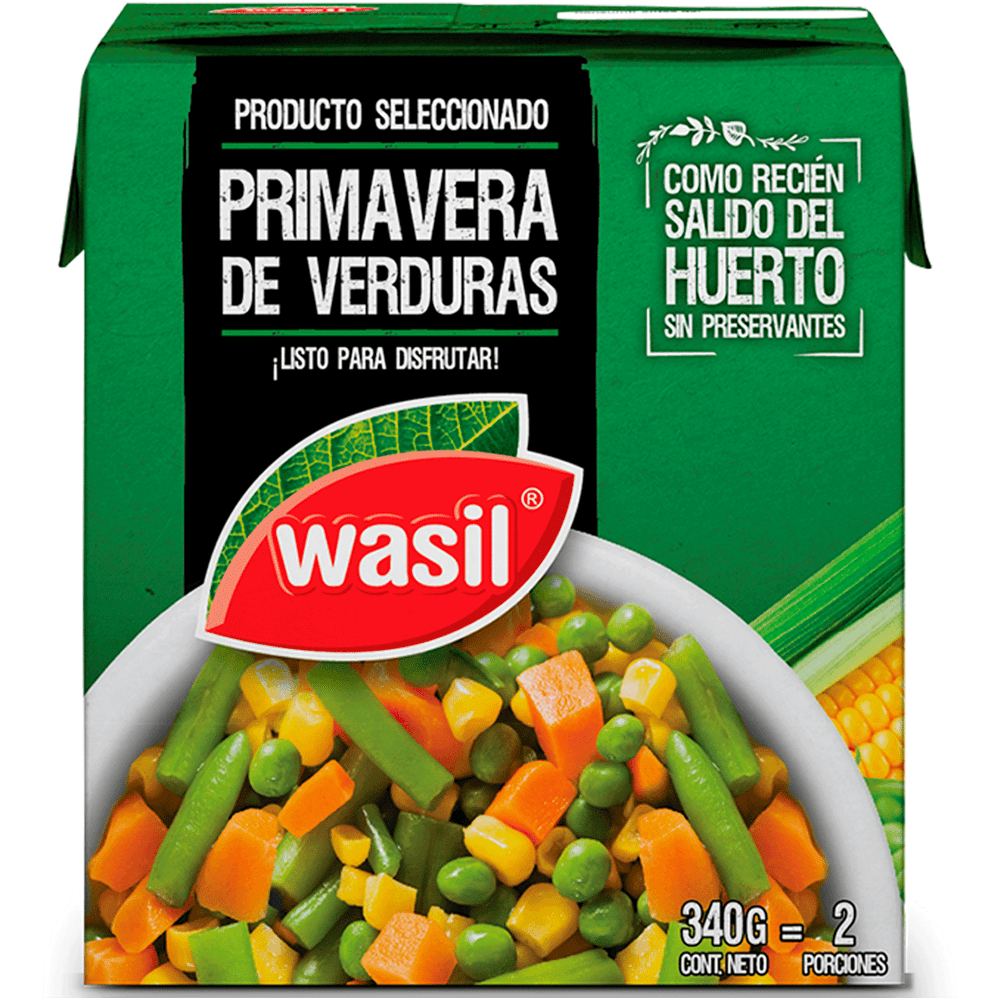 PRODUCTO SELECCIONADO
PRIMAVERA
DE VERDURAS
¡LISTO PARA DISFRUTAR!
COMO RECIÉN
SALIDO DEL
HUERTO
SIN PRESERVANTES
wasil®
340G = 2
CONT. NETO PORCIONES